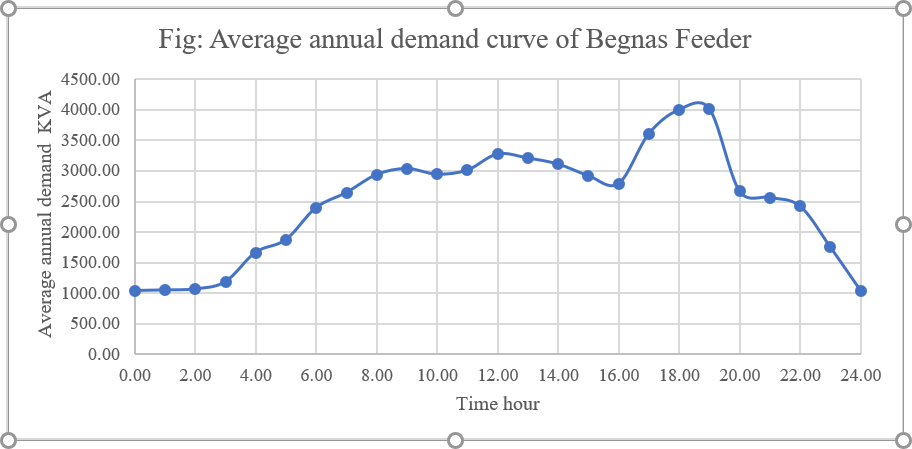 Fig: Average annual demand curve of Begnas Feeder
Average annual demand  KVA
4500.00
4000.00
3500.00
3000.00
2500.00
2000.00
1500.00
1000.00
500.00
0.00
0.00 2.00 4.00 6.00 8.00 10.00 12.00 14.00 16.00 18.00 20.00 22.00 24.00
Time hour